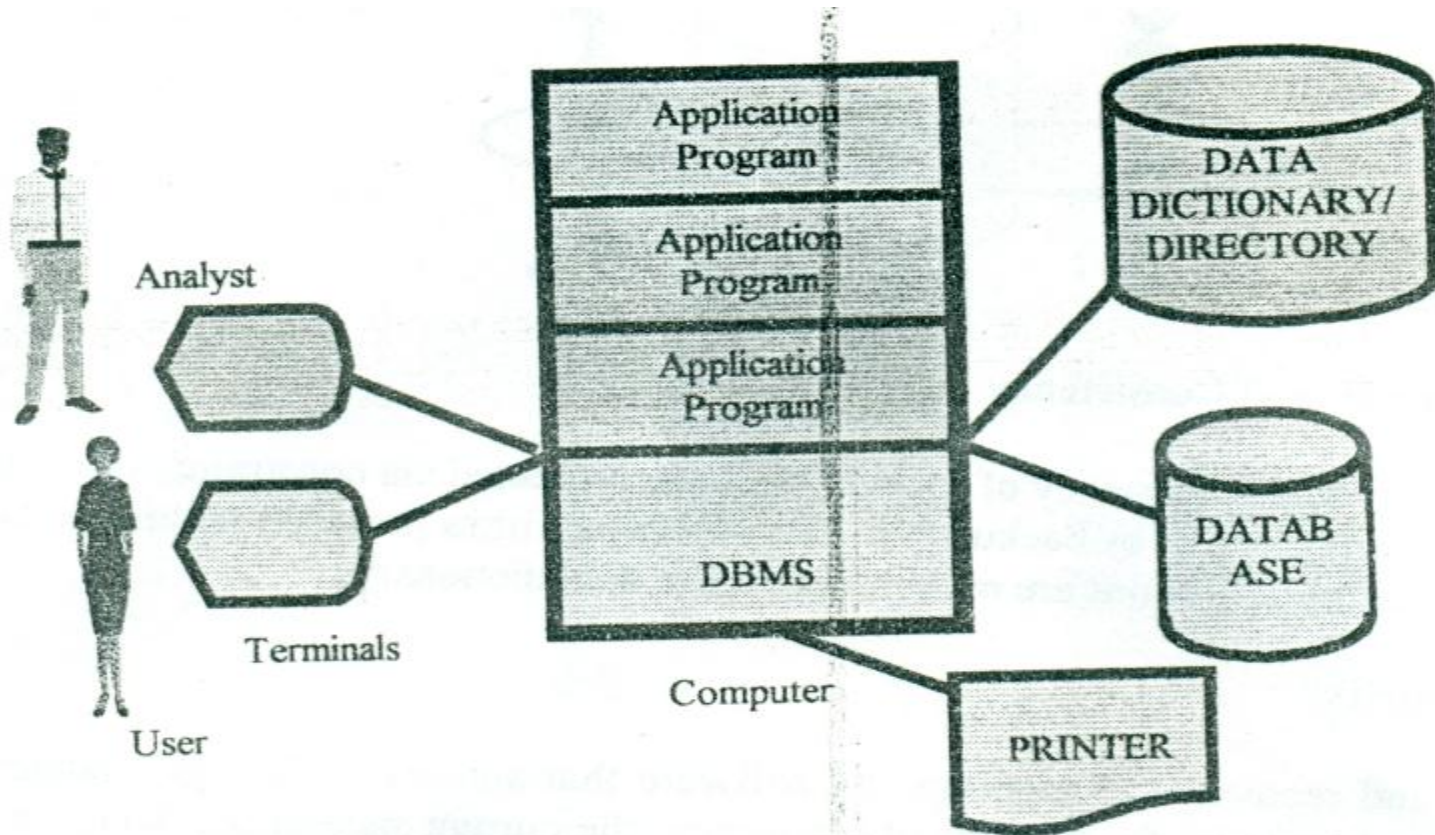 Application
Program
Application
Program
Application
Program
DBMS
Analyst
Terminals
User
Computer
DATA
DICTIONARY/
DIRECTORY
DATAB
ASE
PRINTER